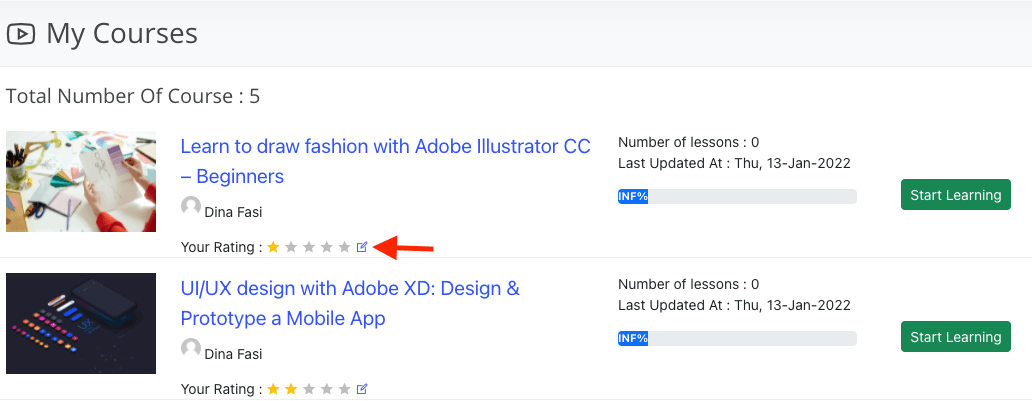 My Courses
Total Number Of Course : 5
Learn to draw fashion with Adobe Illustrator CC
– Beginners
Dina Fasi
Your Rating :
Number of lessons : 0
Last Updated At : Thu, 13-Jan-2022
INF%
Start Learning
UI/UX design with Adobe XD: Design &
Prototype a Mobile App
Dina Fasi
Your Rating :
Number of lessons : 0
Last Updated At : Thu, 13-Jan-2022
INF%
Start Learning
UX